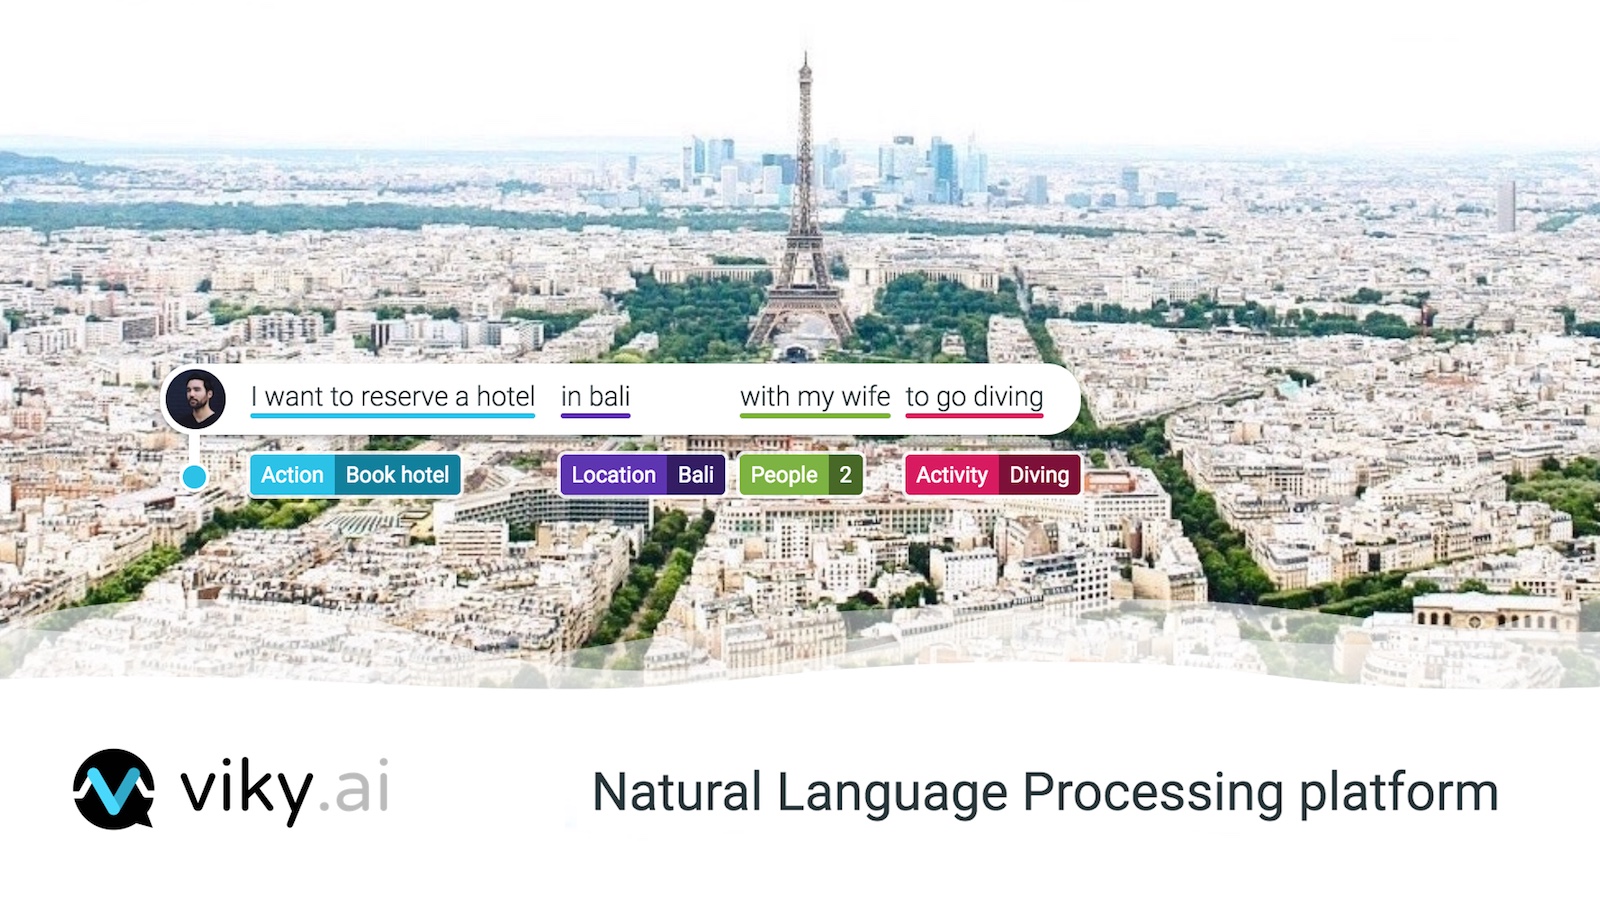 I want to reserve a hotel in bali with my wife to go diving
Action Book hotel Location Bali People 2 Activity Diving
viky.ai Natural Language Processing platform